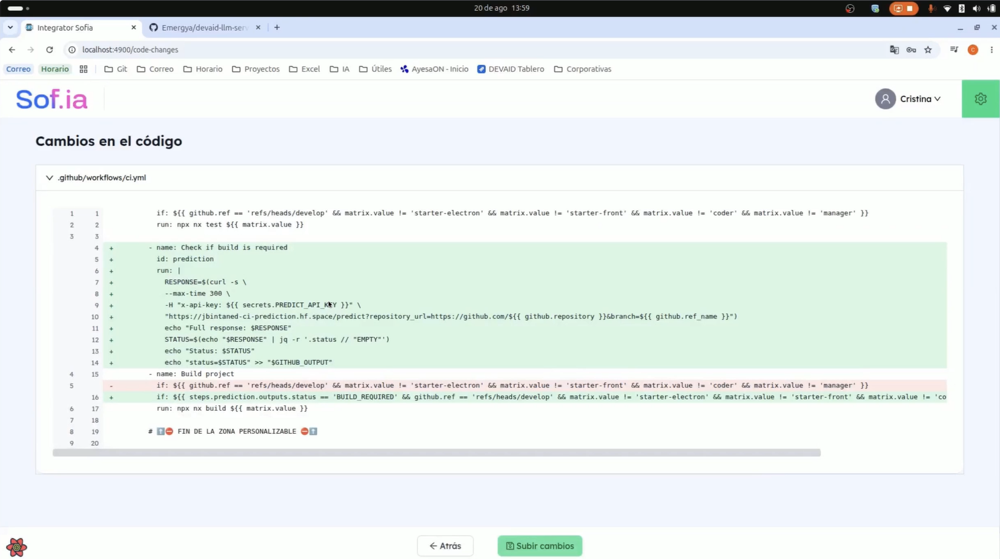 20 de ago 13:59
Integrator Sofia
Emergya/devaid-llm-serv
localhost:4900/code-changes
C
Correo Horario Git Correo Horario Proyectos Excel IA Útiles AyesaON - Inicio DEVAID Tablero Corporativas
Sof.ia
Cristina
Cambios en el código
.github/workflows/ci.yml
1 1 if: ${{ github.ref == 'refs/heads/develop' && matrix.value != 'starter-electron' && matrix.value != 'starter-front' && matrix.value != 'coder' && matrix.value != 'manager' }}
2 2 run: npx nx test ${{ matrix.value }}
3 3
4 + - name: Check if build is required
5 + id: prediction
6 + run: |
7 + RESPONSE=$(curl -s \
8 + --max-time 300 \
9 + -H "x-api-key: ${{ secrets.PREDICT_API_KEY }}" \
10 + "https://jbintaned-ci-prediction.hf.space/predict?repository_url=https://github.com/${{ github.repository }}&branch=${{ github.ref_name }}")
11 + echo "Full response: $RESPONSE"
12 + STATUS=$(echo "$RESPONSE" | jq -r '.status // "EMPTY"')
13 + echo "Status: $STATUS"
14 + echo "status=$STATUS" >> "$GITHUB_OUTPUT"
4 15 - name: Build project
5 - if: ${{ github.ref == 'refs/heads/develop' && matrix.value != 'starter-electron' && matrix.value != 'starter-front' && matrix.value != 'coder' && matrix.value != 'manager' }}
16 + if: ${{ steps.prediction.outputs.status == 'BUILD_REQUIRED' && github.ref == 'refs/heads/develop' && matrix.value != 'starter-electron' && matrix.value != 'starter-front' && matrix.value != 'co
6 17 run: npx nx build ${{ matrix.value }}
7 18
8 19 # ⬆️⛔ FIN DE LA ZONA PERSONALIZABLE ⛔⬆️
9 20
Atrás
Subir cambios